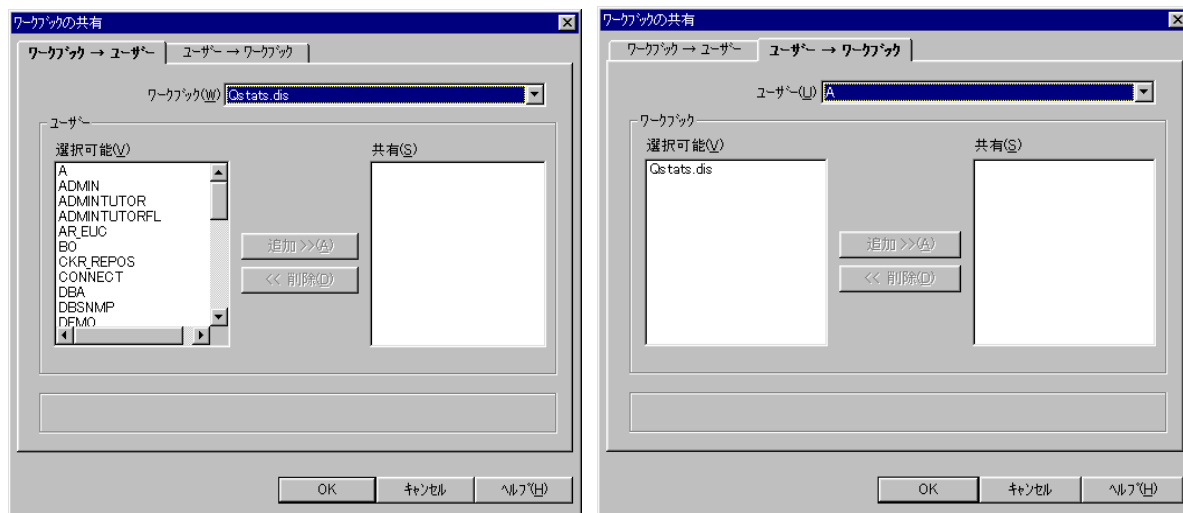 ワークブックの共有
ワークブック → ユーザー
ユーザー → ワークブック
ワークブック(W)
Qstats.dis
ユーザー
選択可能(V)
A
ADMIN
ADMINTUTOR
ADMINTUTORFL
AR_EUC
BO
CKR_REPOS
CONNECT
DBA
DBSNMP
DEMO
追加 >>(A)
<< 削除(D)
共有(S)
OK
キャンセル
ヘルプ(H)
ワークブックの共有
ワークブック → ユーザー
ユーザー → ワークブック
ユーザー(U)
A
ワークブック
選択可能(V)
Qstats.dis
追加 >>(A)
<< 削除(D)
共有(S)
OK
キャンセル
ヘルプ(H)